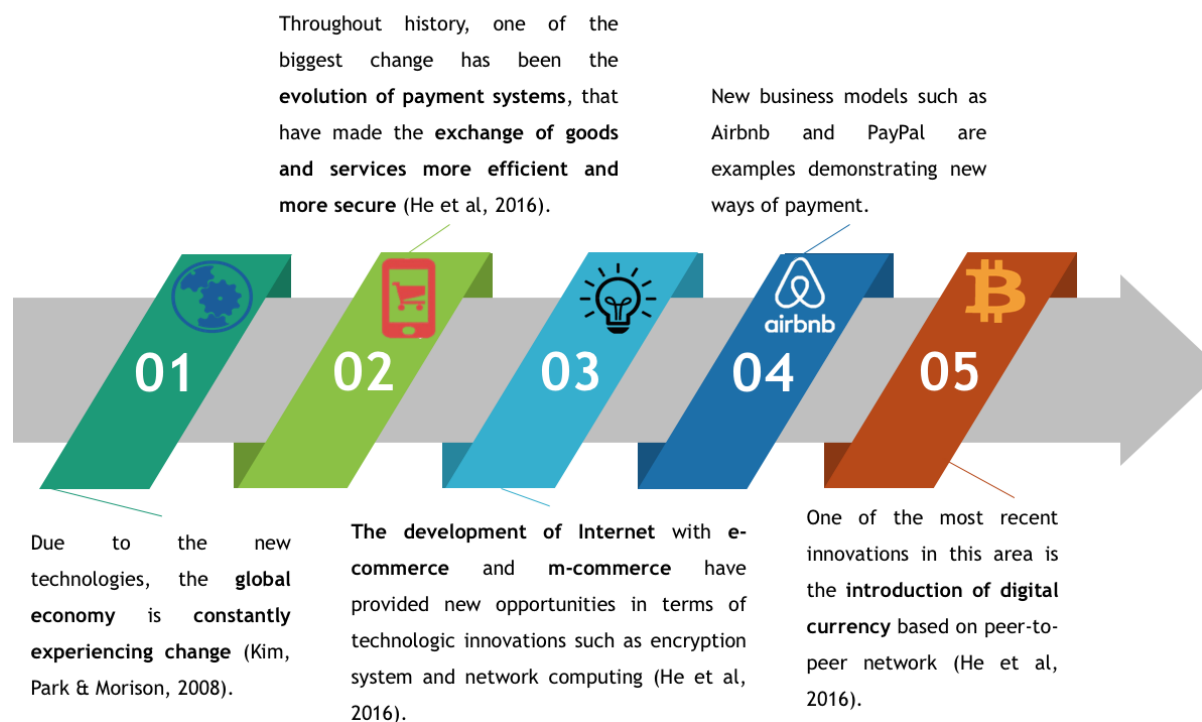 Throughout history, one of the
biggest change has been the
evolution of payment systems, that
have made the exchange of goods
and services more efficient and
more secure (He et al, 2016).
New business models such as
Airbnb and PayPal are
examples demonstrating new
ways of payment.
airbnb
01
02
03
04
05
Due to the new
technologies, the global
economy is constantly
experiencing change (Kim,
Park & Morison, 2008).
The development of Internet with e-
commerce and m-commerce have
provided new opportunities in terms of
technologic innovations such as encryption
system and network computing (He et al,
2016).
One of the most recent
innovations in this area is
the introduction of digital
currency based on peer-to-
peer network (He et al,
2016).